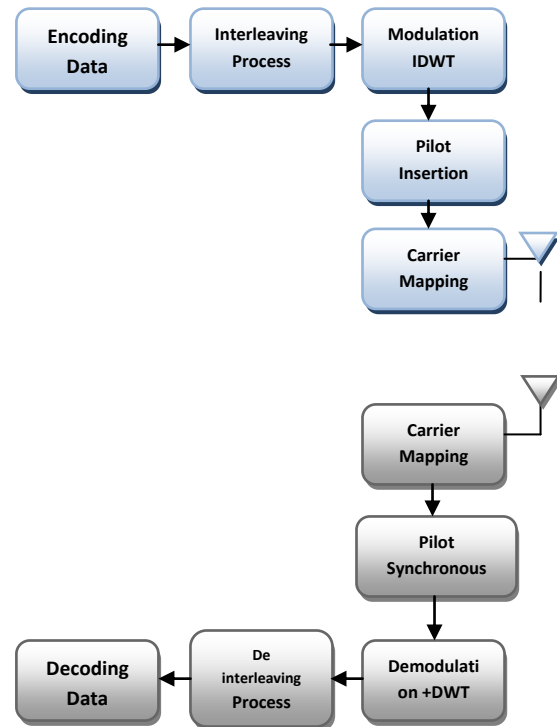 Encoding
Data
Interleaving
Process
Modulation
IDWT
Pilot
Insertion
Carrier
Mapping
Carrier
Mapping
Pilot
Synchronous
Demodulati
on +DWT
De
interleaving
Process
Decoding
Data